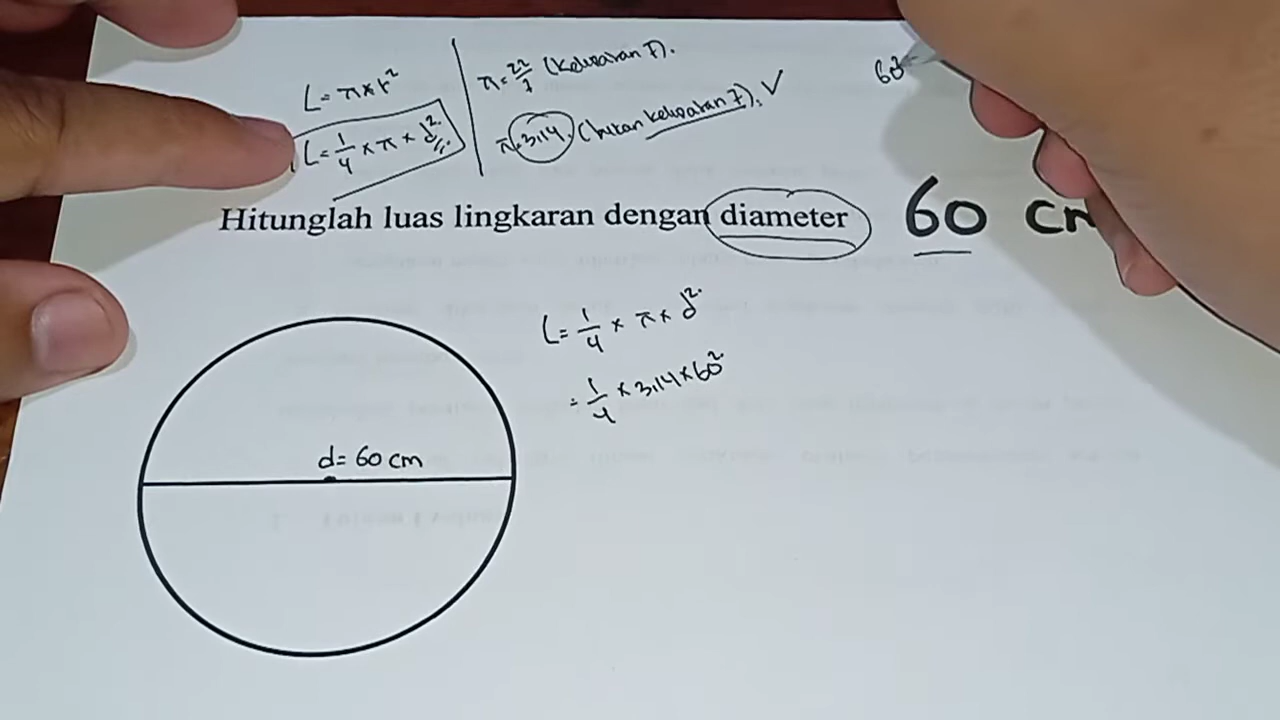 L = π × r²
L = 1/4 × π × d²
π = 22/7 (Kelipatan 7).
π = 3,14 (bukan kelipatan 7). √
60²
Hitunglah luas lingkaran dengan diameter 60 cm
L = 1/4 × π × d²
= 1/4 × 3,14 × 60²
d = 60 cm